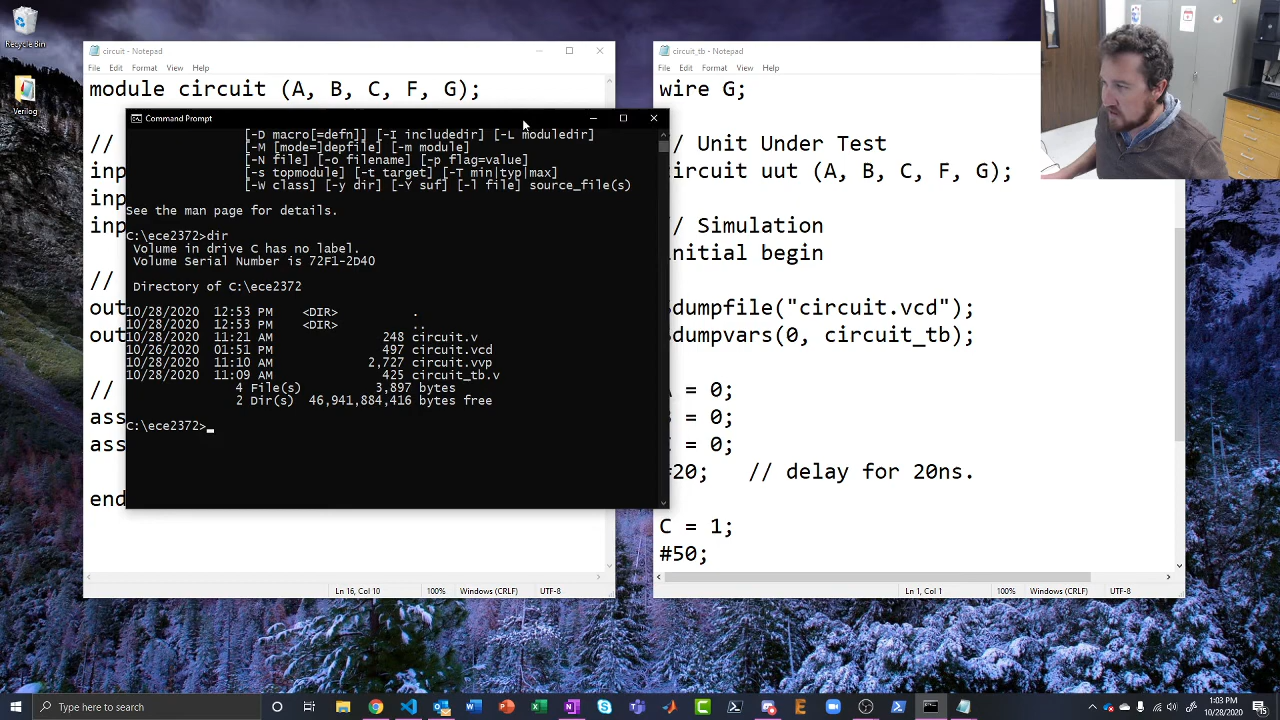 Recycle Bin
Verilog
circuit - Notepad
File Edit Format View Help
module circuit (A, B, C, F, G);
//
inp
inp
inp
//
out
out
//
ass
ass
end
Ln 16, Col 10 100% Windows (CRLF) UTF-8
Command Prompt
[-D macro[=defn]] [-I includedir] [-L moduledir]
[-M [mode=]depfile] [-m module]
[-N file] [-o filename] [-p flag=value]
[-s topmodule] [-t target] [-T min|typ|max]
[-W class] [-y dir] [-Y suf] [-l file] source_file(s)
See the man page for details.
C:\ece2372>dir
Volume in drive C has no label.
Volume Serial Number is 72F1-2D40
Directory of C:\ece2372
10/28/2020 12:53 PM <DIR> .
10/28/2020 12:53 PM <DIR> ..
10/28/2020 11:21 AM 248 circuit.v
10/26/2020 01:51 PM 497 circuit.vcd
10/28/2020 11:10 AM 2,727 circuit.vvp
10/28/2020 11:09 AM 425 circuit_tb.v
4 File(s) 3,897 bytes
2 Dir(s) 46,941,884,416 bytes free
C:\ece2372>
circuit_tb - Notepad
File Edit Format View Help
wire G;
/ Unit Under Test
circuit uut (A, B, C, F, G);
// Simulation
initial begin
$dumpfile("circuit.vcd");
$dumpvars(0, circuit_tb);
= 0;
= 0;
= 0;
#20; // delay for 20ns.
C = 1;
#50;
Ln 1, Col 1 100% Windows (CRLF) UTF-8
Type here to search
1:03 PM
10/28/2020